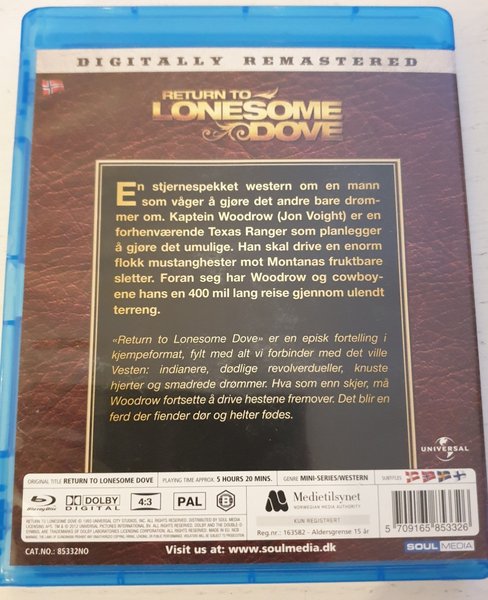 DIGITALLY REMASTERED
RETURN TO
LONESOME
DOVE
En stjernespekket western om en mann
som våger å gjøre det andre bare drøm-
mer om. Kaptein Woodrow (Jon Voight) er en
forhenværende Texas Ranger som planlegger
å gjøre det umulige. Han skal drive en enorm
flokk mustanghester mot Montanas fruktbare
sletter. Foran seg har Woodrow og cowboy-
ene hans en 400 mil lang reise gjennom ulendt
terreng.
«Return to Lonesome Dove» er en episk fortelling i
kjempeformat, fylt med alt vi forbinder med det ville
Vesten: indianere, dødlige revolverdueller, knuste
hjerter og smadrede drømmer. Hva som enn skjer, må
Woodrow fortsette å drive hestene fremover. Det blir en
ferd der fiender dør og helter fødes.
UNIVERSAL
ORIGINAL TITLE RETURN TO LONESOME DOVE PLAYING TIME APPROX. 5 HOURS 20 MINS. GENRE MINI-SERIES/WESTERN SUBTITLES
Blu-ray Disc DOLBY DIGITAL 4:3 PAL B Medietilsynet
NORWEGIAN MEDIA AUTHORITY
KUN REGISTRERT
Reg.nr.: 163582 - Aldersgrense 15 år
5 709165 853326
CAT.NO.: 85332NO Visit us at: www.soulmedia.dk SOUL MEDIA